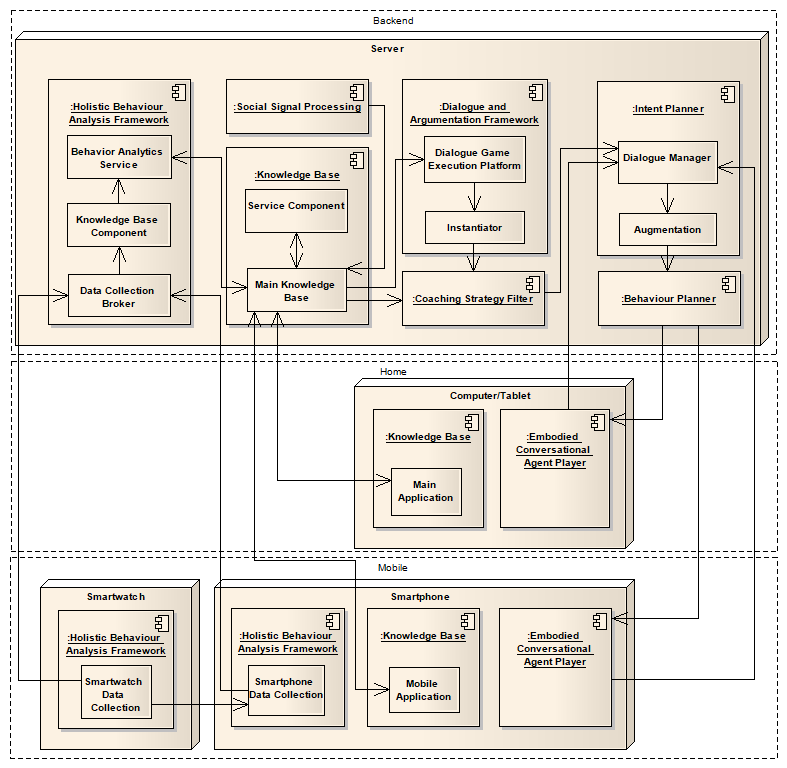 Backend
Server
:Holistic Behaviour
Analysis Framework
Behavior Analytics
Service
Knowledge Base
Component
Data Collection
Broker
:Social Signal Processing
:Knowledge Base
Service Component
Main Knowledge
Base
:Dialogue and
Argumentation Framework
Dialogue Game
Execution Platform
Instantiator
:Coaching Strategy Filter
:Intent Planner
Dialogue Manager
Augmentation
:Behaviour Planner
Home
Computer/Tablet
:Knowledge Base
Main
Application
:Embodied
Conversational
Agent Player
Mobile
Smartwatch
:Holistic Behaviour
Analysis Framework
Smartwatch
Data
Collection
Smartphone
:Holistic Behaviour
Analysis Framework
Smartphone
Data Collection
:Knowledge Base
Mobile
Application
:Embodied
Conversational
Agent Player